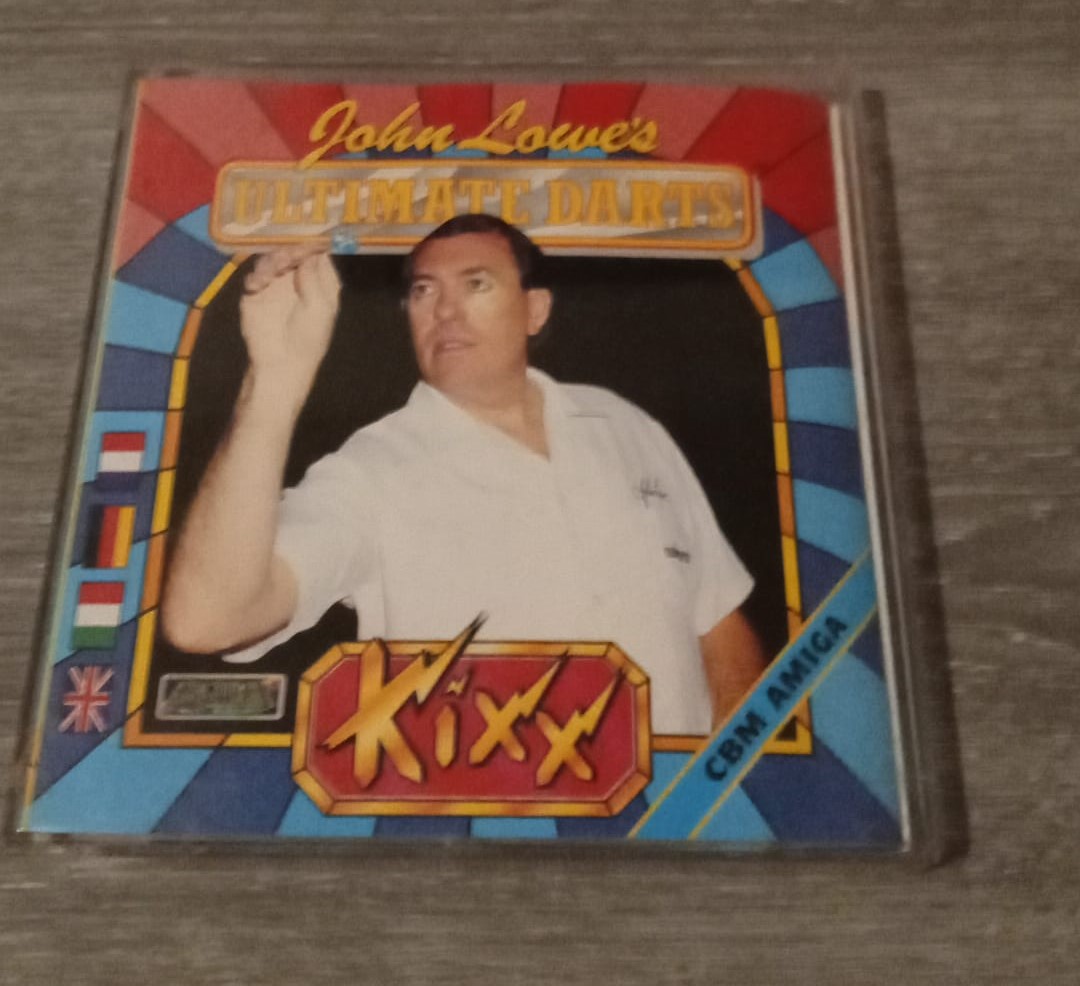 John Lowe's
ULTIMATE DARTS
Kixx
CBM AMIGA